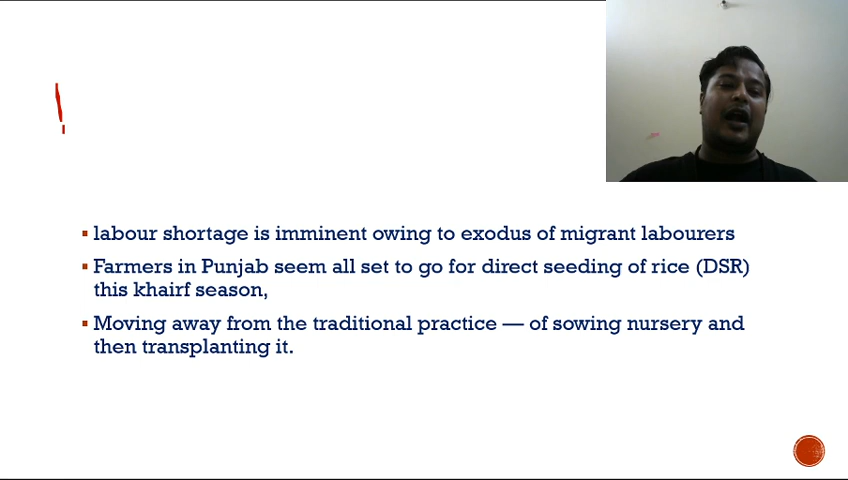 labour shortage is imminent owing to exodus of migrant labourers
Farmers in Punjab seem all set to go for direct seeding of rice (DSR)
this khairf season,
Moving away from the traditional practice — of sowing nursery and
then transplanting it.